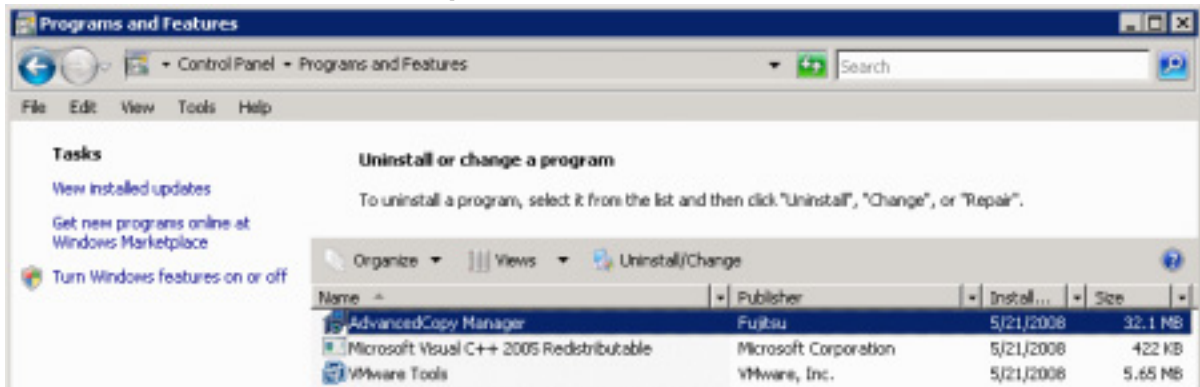 Programs and Features
Control Panel Programs and Features Search
File Edit View Tools Help
Tasks
View installed updates
Get new programs online at
Windows Marketplace
Turn Windows features on or off
Uninstall or change a program
To uninstall a program, select it from the list and then click "Uninstall", "Change", or "Repair".
Organize Views Uninstall/Change
Name Publisher Install... Size
AdvancedCopy Manager Fujitsu 5/21/2008 32.1 MB
Microsoft Visual C++ 2005 Redistributable Microsoft Corporation 5/21/2008 422 KB
VMware Tools VMware, Inc. 5/21/2008 5.65 MB